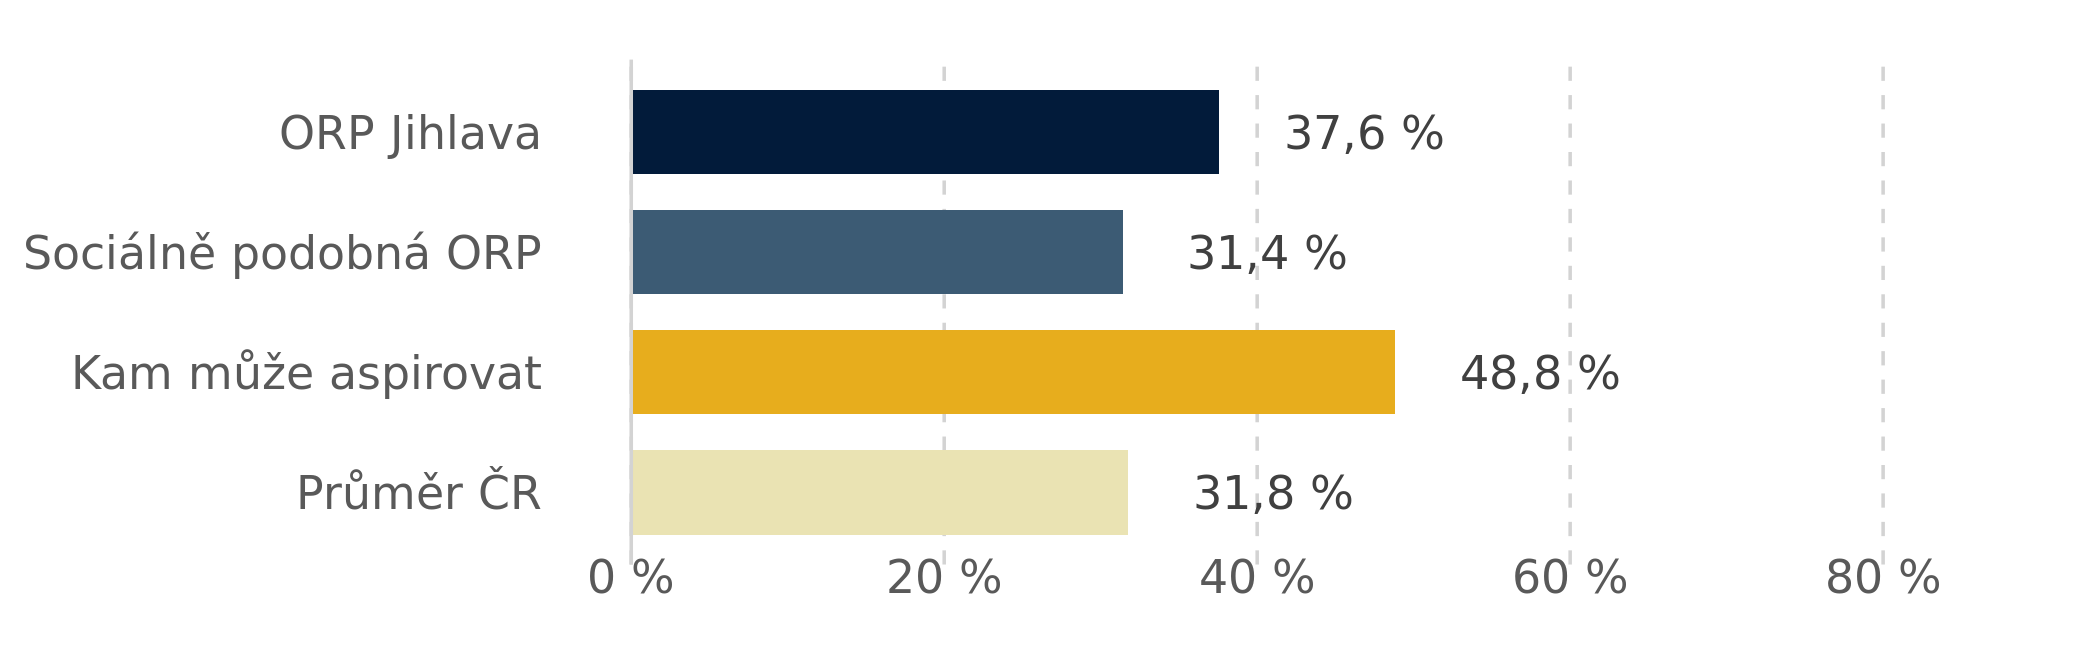 ORP Jihlava 37,6 %
Sociálně podobná ORP 31,4 %
Kam může aspirovat 48,8 %
Průměr ČR 31,8 %
0 % 20 % 40 % 60 % 80 %